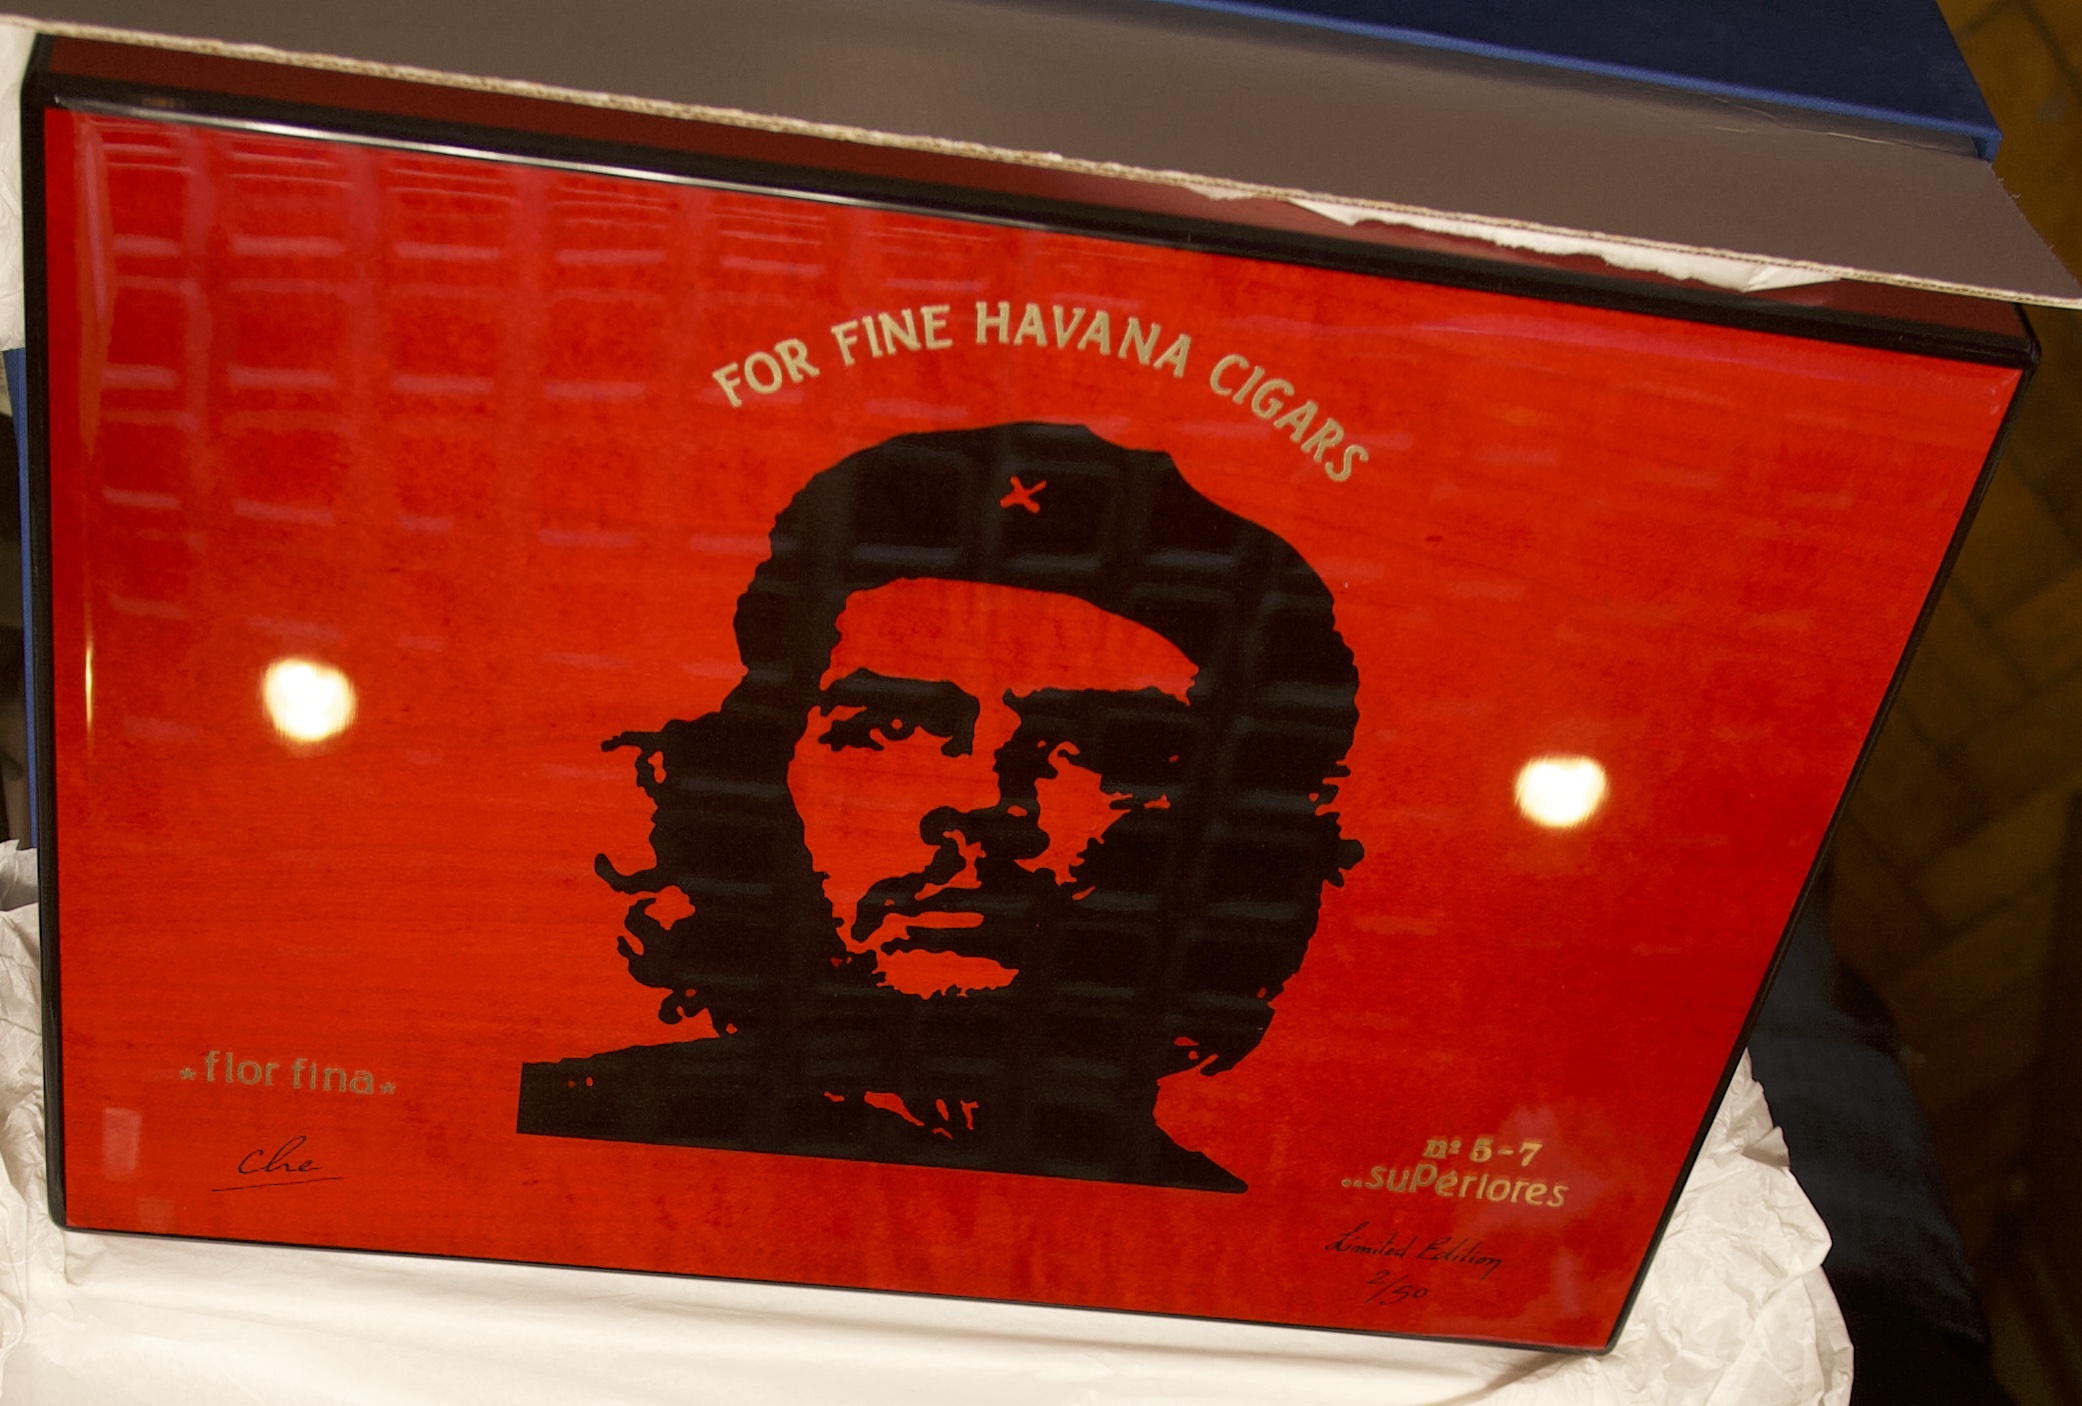 FOR FINE HAVANA CIGARS
*flor fina*
Che
nº 5-7
..suPeriores
Limited Edition
2/50